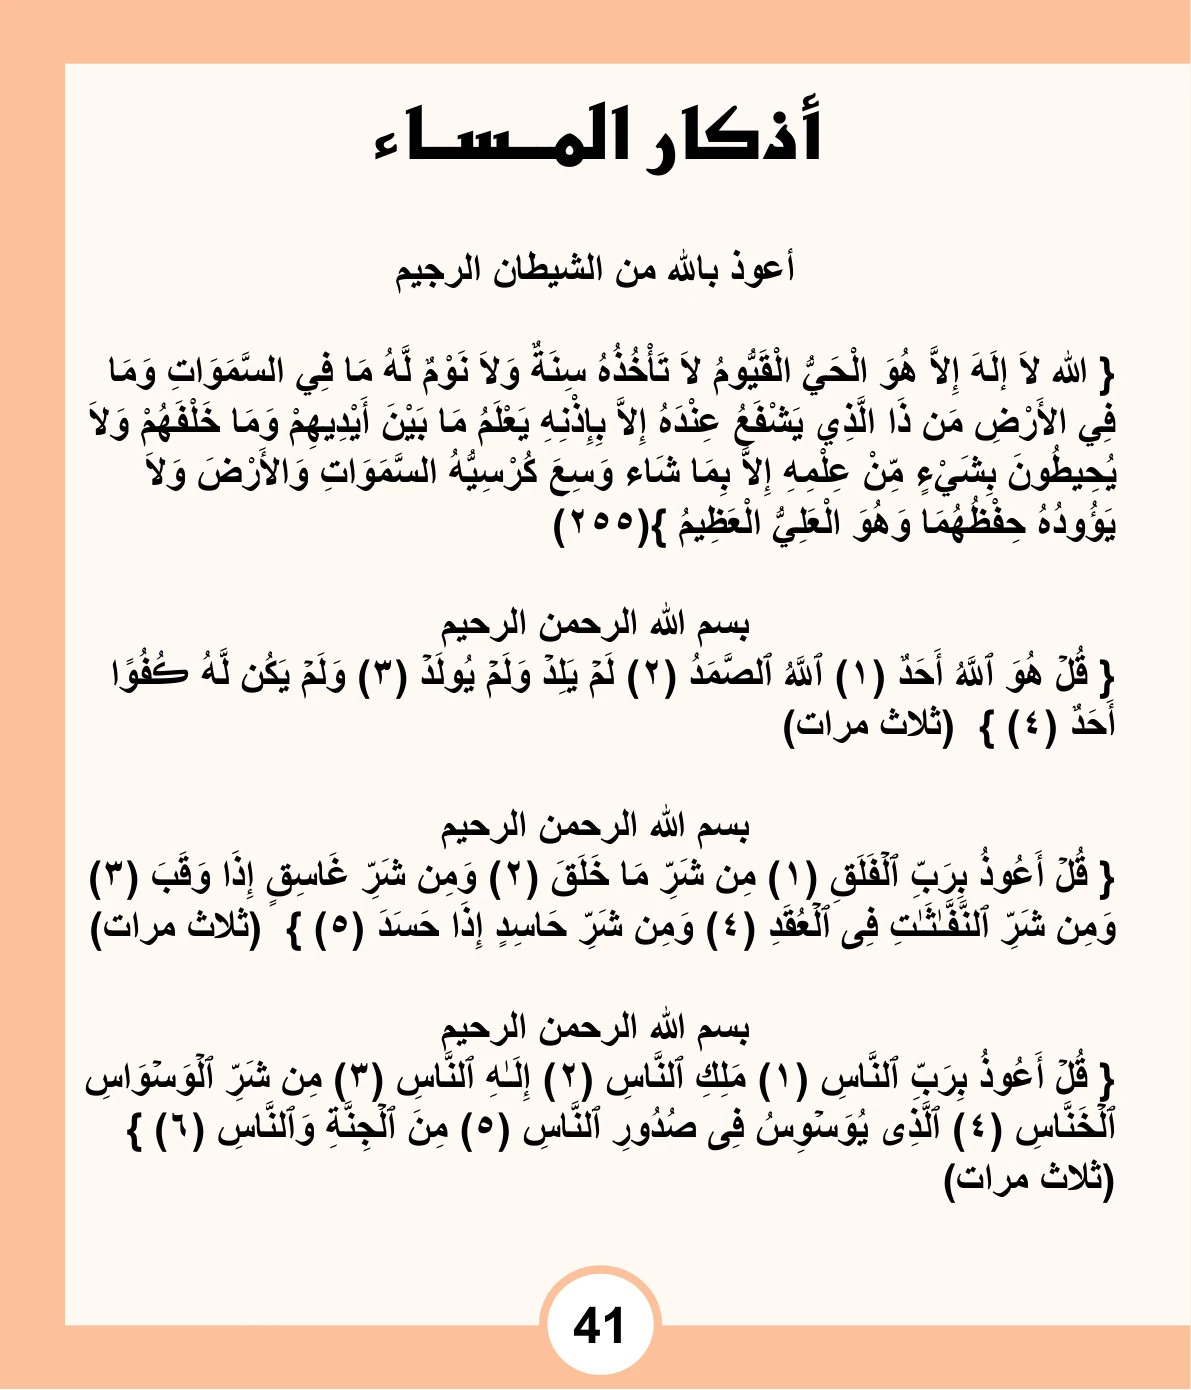 أذكار المساء
أعوذ بالله من الشيطان الرجيم
{ الله لاَ إلَهَ إِلاَّ هُوَ الْحَيُّ الْقَيُّومُ لاَ تَأْخُذُهُ سِنَةٌ وَلاَ نَوْمٌ لَّهُ مَا فِي السَّمَوَاتِ وَمَا
فِي الأَرْضِ مَن ذَا الَّذِي يَشْفَعُ عِنْدَهُ إِلاَّ بِإِذْنِهِ يَعْلَمُ مَا بَيْنَ أَيْدِيهِمْ وَمَا خَلْفَهُمْ وَلاَ
يُحِيطُونَ بِشَيْءٍ مِّنْ عِلْمِهِ إِلاَّ بِمَا شَاء وَسِعَ كُرْسِيُّهُ السَّمَوَاتِ وَالأَرْضَ وَلاَ
يَؤُودُهُ حِفْظُهُمَا وَهُوَ الْعَلِيُّ الْعَظِيمُ }(٢٥٥)
بسم الله الرحمن الرحيم
{ قُلۡ هُوَ ٱللَّهُ أَحَدٌ (١) ٱللَّهُ ٱلصَّمَدُ (٢) لَمۡ يَلِدۡ وَلَمۡ يُولَدۡ (٣) وَلَمۡ يَكُن لَّهُ كُفُوًا
أَحَدٌ (٤) } (ثلاث مرات)
بسم الله الرحمن الرحيم
{ قُلۡ أَعُوذُ بِرَبِّ ٱلۡفَلَقِ (١) مِن شَرِّ مَا خَلَقَ (٢) وَمِن شَرِّ غَاسِقٍ إِذَا وَقَبَ (٣)
وَمِن شَرِّ ٱلنَّفَّـٰثَـٰتِ فِى ٱلۡعُقَدِ (٤) وَمِن شَرِّ حَاسِدٍ إِذَا حَسَدَ (٥) } (ثلاث مرات)
بسم الله الرحمن الرحيم
{ قُلۡ أَعُوذُ بِرَبِّ ٱلنَّاسِ (١) مَلِكِ ٱلنَّاسِ (٢) إِلَـٰهِ ٱلنَّاسِ (٣) مِن شَرِّ ٱلۡوَسۡوَاسِ
ٱلۡخَنَّاسِ (٤) ٱلَّذِى يُوَسۡوِسُ فِى صُدُورِ ٱلنَّاسِ (٥) مِنَ ٱلۡجِنَّةِ وَٱلنَّاسِ (٦) }
(ثلاث مرات)
41